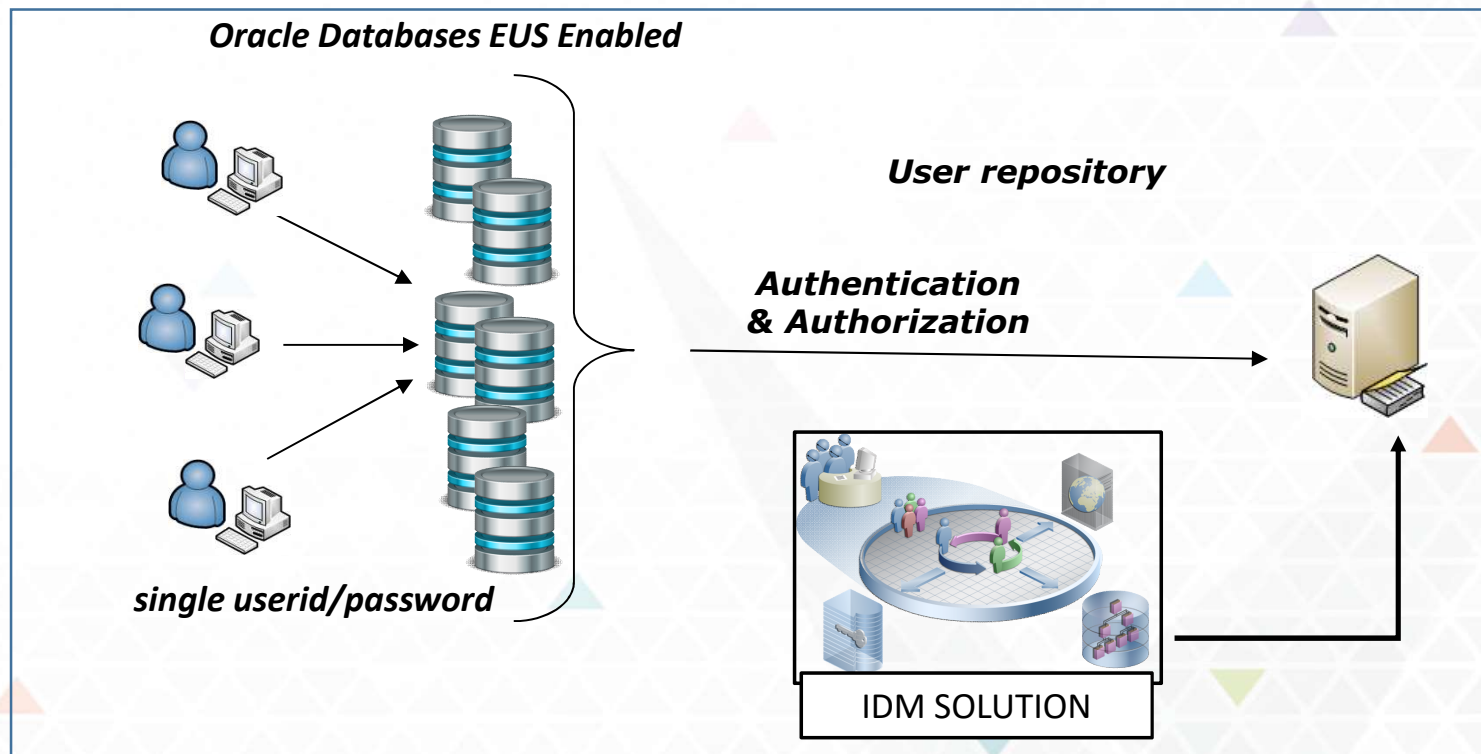 Oracle Databases EUS Enabled
User repository
Authentication
& Authorization
single userid/password
IDM SOLUTION